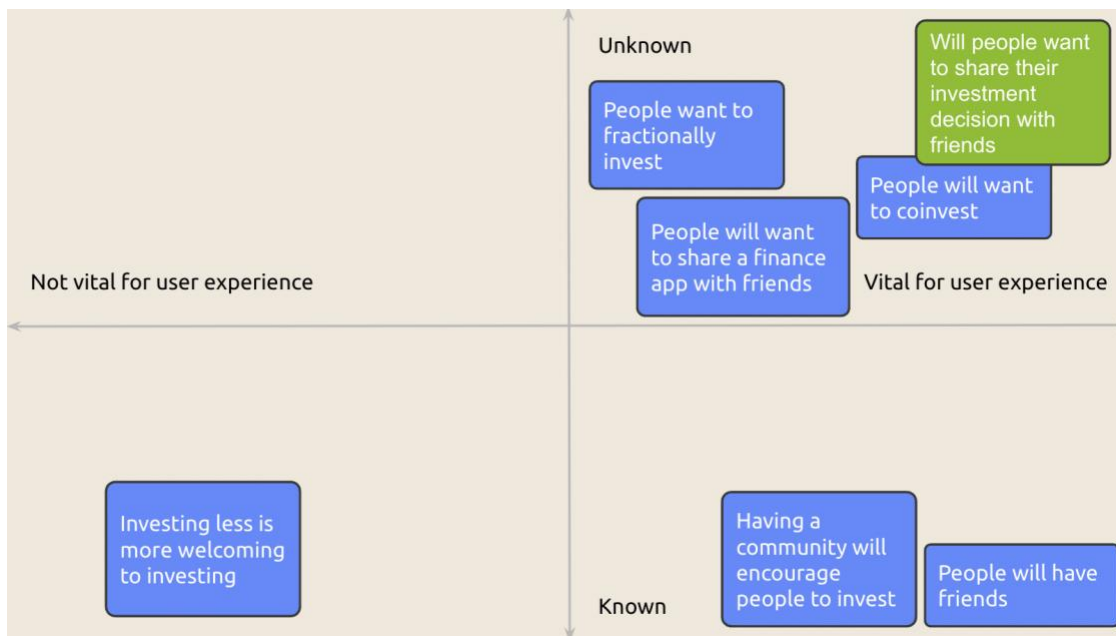 Unknown
Will people want
to share their
investment
decision with
friends
People want to
fractionally
invest
People will want
to coinvest
People will want
to share a finance
app with friends
Not vital for user experience
Vital for user experience
Investing less is
more welcoming
to investing
Having a
community will
encourage
people to invest
People will have
friends
Known